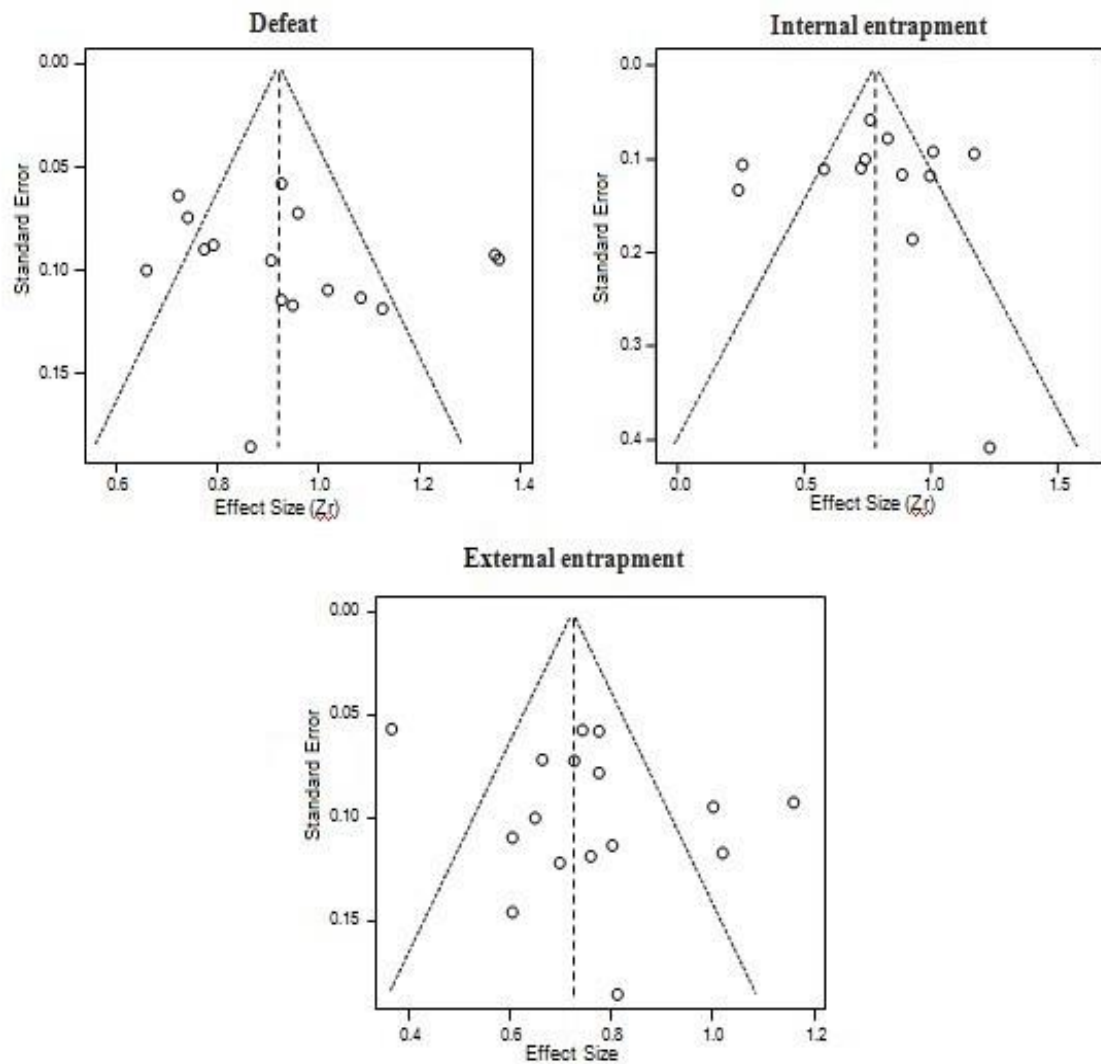 Defeat
0.00
0.05
0.10
0.15
Standard Error
0.6 0.8 1.0 1.2 1.4
Effect Size (Zr)
Internal entrapment
0.0
0.1
0.2
0.3
0.4
Standard Error
0.0 0.5 1.0 1.5
Effect Size (Zr)
External entrapment
0.00
0.05
0.10
0.15
Standard Error
0.4 0.6 0.8 1.0 1.2
Effect Size